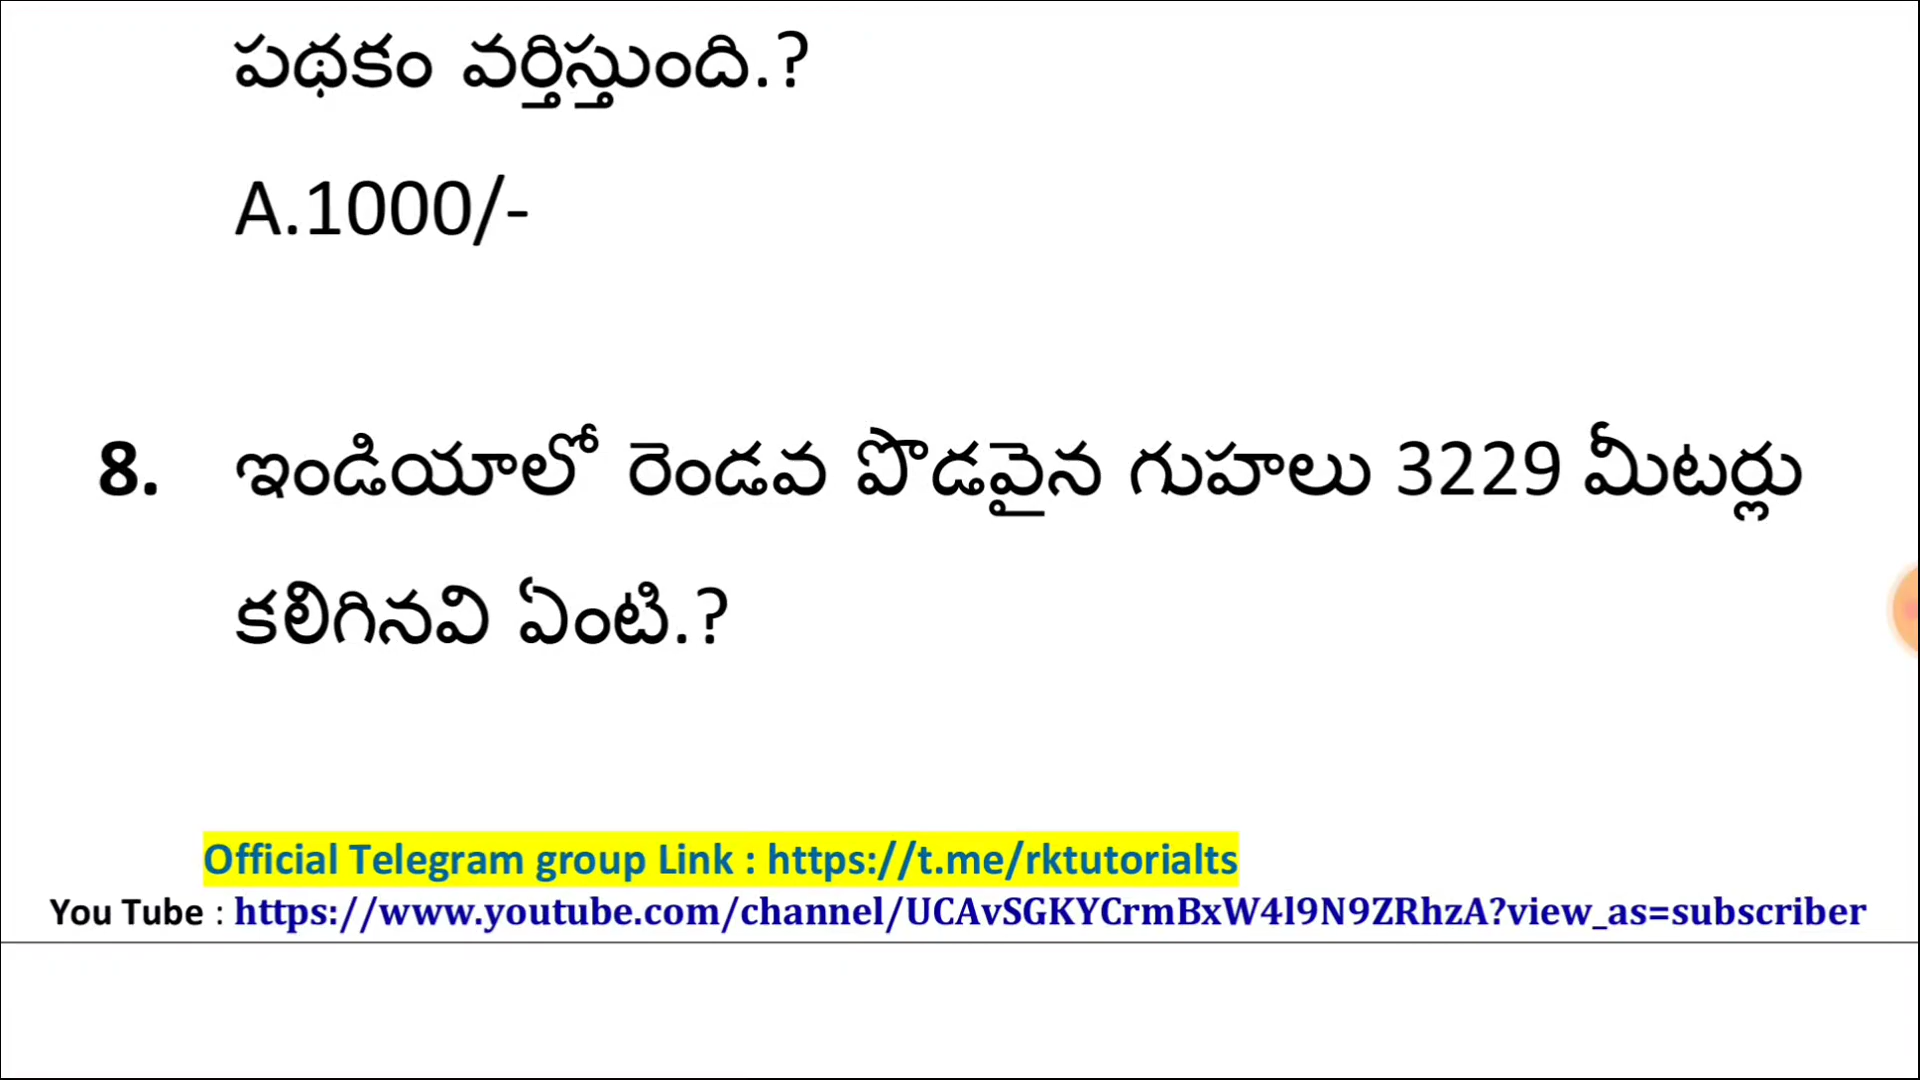 పథకం వర్తిస్తుంది.?
A.1000/-
8. ఇండియాలో రెండవ పొడవైన గుహలు 3229 మీటర్లు
కలిగినవి ఏంటి.?
Official Telegram group Link : https://t.me/rktutorialts
You Tube : https://www.youtube.com/channel/UCAvSGKYCrmBxW4l9N9ZRhzA?view_as=subscriber